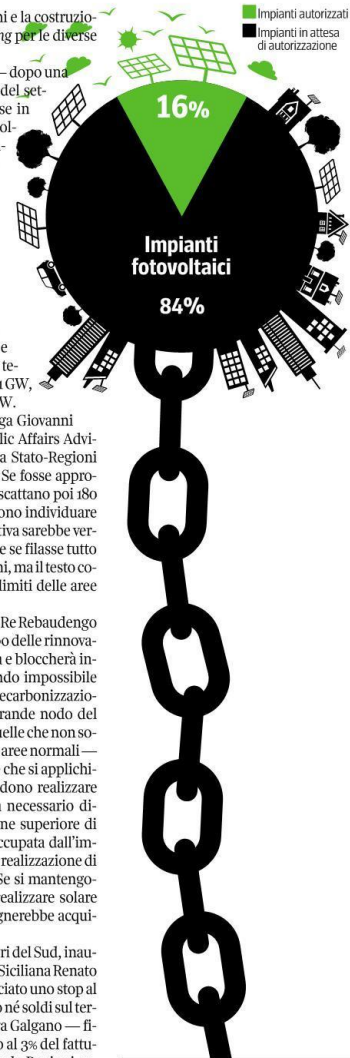 Impianti autorizzati
Impianti in attesa
di autorizzazione
16%
Impianti
fotovoltaici
84%
ni e la costruzio-
ng per le diverse
— dopo una
del set-
se in
ol-
e
te-
1 GW,
W.
ga Giovanni
lic Affairs Advi-
a Stato-Regioni
Se fosse appro-
scattano poi 180
ono individuare
tiva sarebbe ver-
e se filasse tutto
ni, ma il testo co-
limiti delle aree
Re Rebaudengo
po delle rinnova-
a e bloccherà in-
ndo impossibile
ecarbonizzazio-
rande nodo del
uelle che non so-
aree normali —
che si applichi-
dono realizzare
necessario di-
ne superiore di
ccupata dall'im-
realizzazione di
Se si mantengo-
realizzare solare
gnerebbe acqui-
ri del Sud, inau-
Siciliana Renato
ciato uno stop al
o né soldi sul ter-
ra Galgano — fi-
o al 3% del fattu-